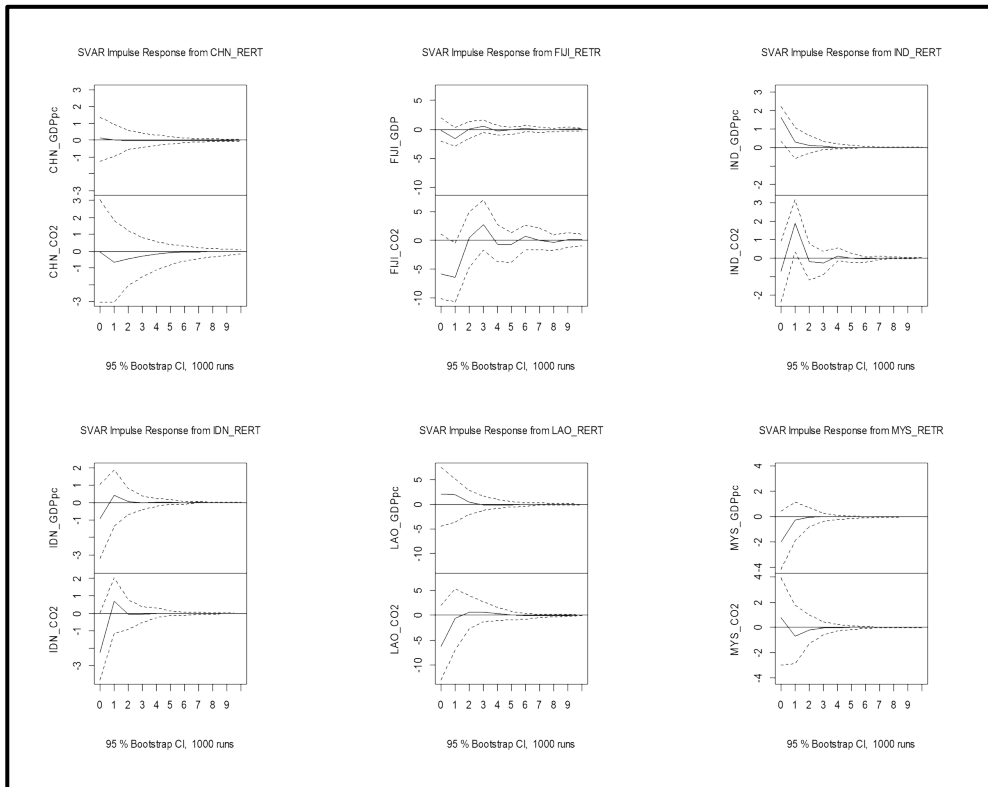 SVAR Impulse Response from CHN_RERT
CHN_GDPpc
3
2
1
0
-1
-3
CHN_CO2
3
2
1
0
-1
-3
0 1 2 3 4 5 6 7 8 9
95 % Bootstrap CI, 1000 runs
SVAR Impulse Response from FIJI_RETR
FIJI_GDP
5
0
-5
-10
FIJI_CO2
5
0
-5
-10
0 1 2 3 4 5 6 7 8 9
95 % Bootstrap CI, 1000 runs
SVAR Impulse Response from IND_RERT
IND_GDPpc
3
2
1
0
-2
IND_CO2
3
2
1
0
-2
0 1 2 3 4 5 6 7 8 9
95 % Bootstrap CI, 1000 runs
SVAR Impulse Response from IDN_RERT
IDN_GDPpc
2
1
0
-1
-3
IDN_CO2
2
1
0
-1
-3
0 1 2 3 4 5 6 7 8 9
95 % Bootstrap CI, 1000 runs
SVAR Impulse Response from LAO_RERT
LAO_GDPpc
5
0
-5
-10
LAO_CO2
5
0
-5
-10
0 1 2 3 4 5 6 7 8 9
95 % Bootstrap CI, 1000 runs
SVAR Impulse Response from MYS_RETR
MYS_GDPpc
4
2
0
-2
-4
MYS_CO2
4
2
0
-2
-4
0 1 2 3 4 5 6 7 8 9
95 % Bootstrap CI, 1000 runs